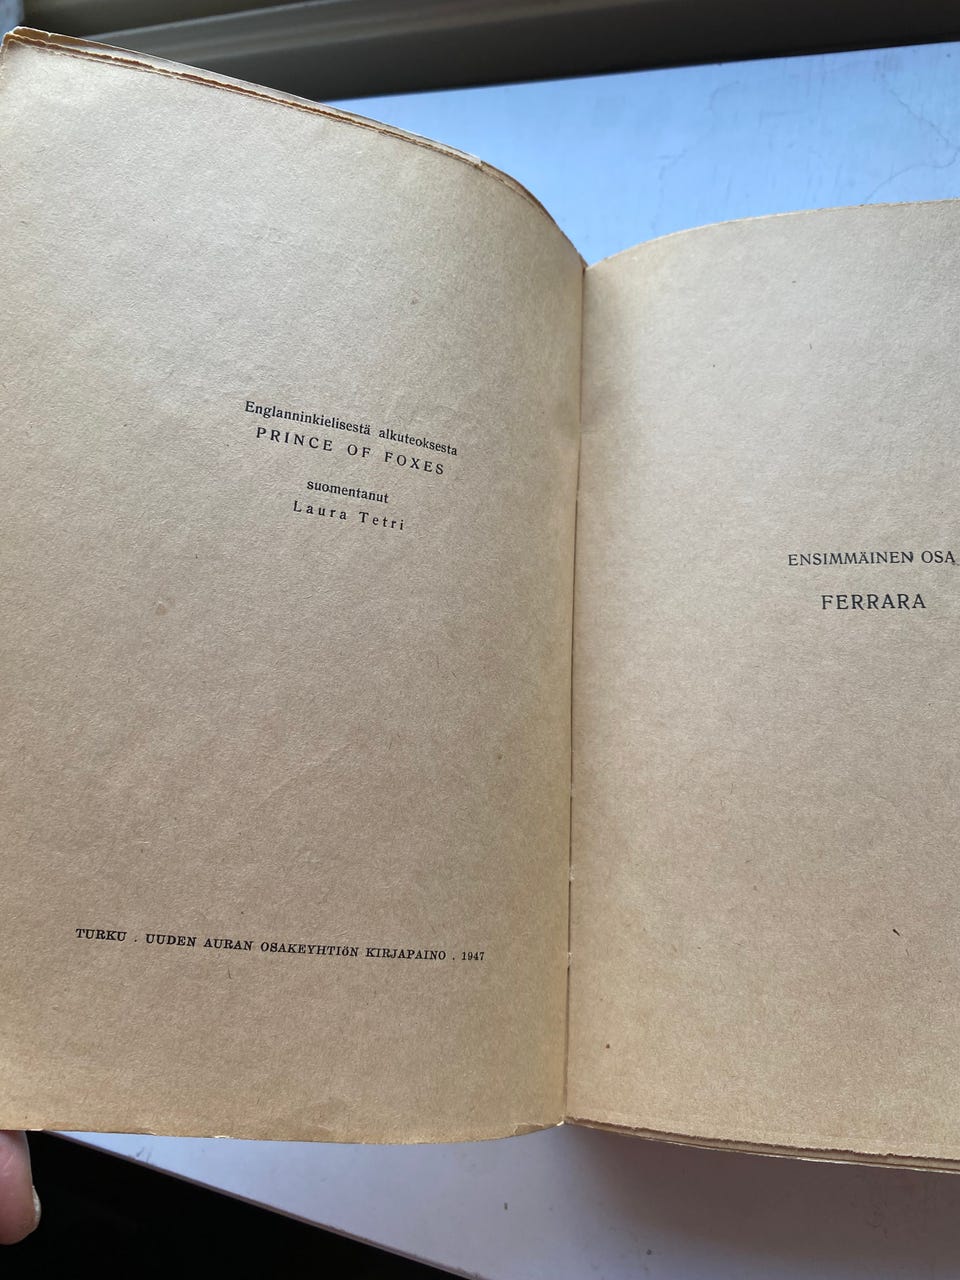 Englanninkielisestä alkuteoksesta
PRINCE OF FOXES
suomentanut
Laura Tetri
TURKU . UUDEN AURAN OSAKEYHTIöN KIRJAPAINO . 1947
ENSIMMÄINEN OSA
FERRARA